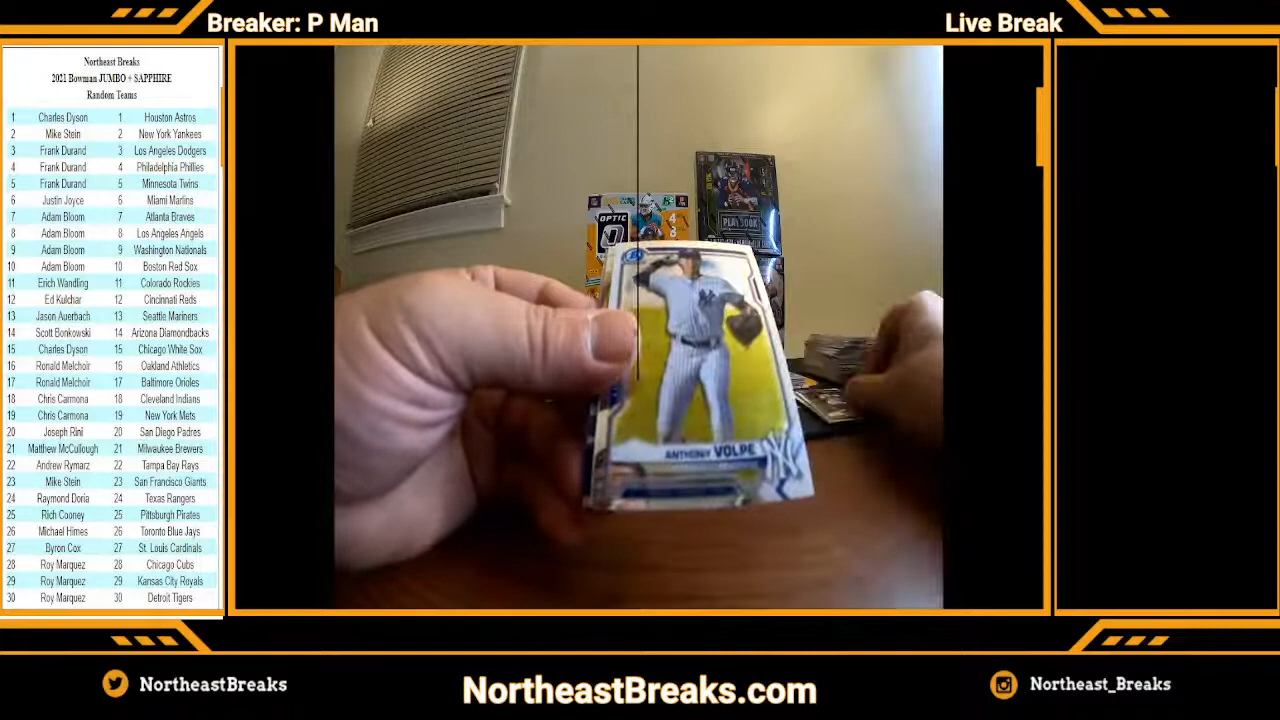 Breaker: P Man
Live Break
Northeast Breaks
2021 Bowman JUMBO + SAPPHIRE
Random Teams
1 Charles Dyson 1 Houston Astros
2 Mike Stein 2 New York Yankees
3 Frank Durand 3 Los Angeles Dodgers
4 Frank Durand 4 Philadelphia Phillies
5 Frank Durand 5 Minnesota Twins
6 Justin Joyce 6 Miami Marlins
7 Adam Bloom 7 Atlanta Braves
8 Adam Bloom 8 Los Angeles Angels
9 Adam Bloom 9 Washington Nationals
10 Adam Bloom 10 Boston Red Sox
11 Erich Wandling 11 Colorado Rockies
12 Ed Kulchar 12 Cincinnati Reds
13 Jason Auerbach 13 Seattle Mariners
14 Scott Bonkowski 14 Arizona Diamondbacks
15 Charles Dyson 15 Chicago White Sox
16 Ronald Melchoir 16 Oakland Athletics
17 Ronald Melchoir 17 Baltimore Orioles
18 Chris Carmona 18 Cleveland Indians
19 Chris Carmona 19 New York Mets
20 Joseph Rini 20 San Diego Padres
21 Matthew McCullough 21 Milwaukee Brewers
22 Andrew Rymarz 22 Tampa Bay Rays
23 Mike Stein 23 San Francisco Giants
24 Raymond Doria 24 Texas Rangers
25 Rich Cooney 25 Pittsburgh Pirates
26 Michael Himes 26 Toronto Blue Jays
27 Byron Cox 27 St. Louis Cardinals
28 Roy Marquez 28 Chicago Cubs
29 Roy Marquez 29 Kansas City Royals
30 Roy Marquez 30 Detroit Tigers
OPTIC
PLAYBOOK
ANTHONY VOLPE
NY
NortheastBreaks
NortheastBreaks.com
Northeast_Breaks